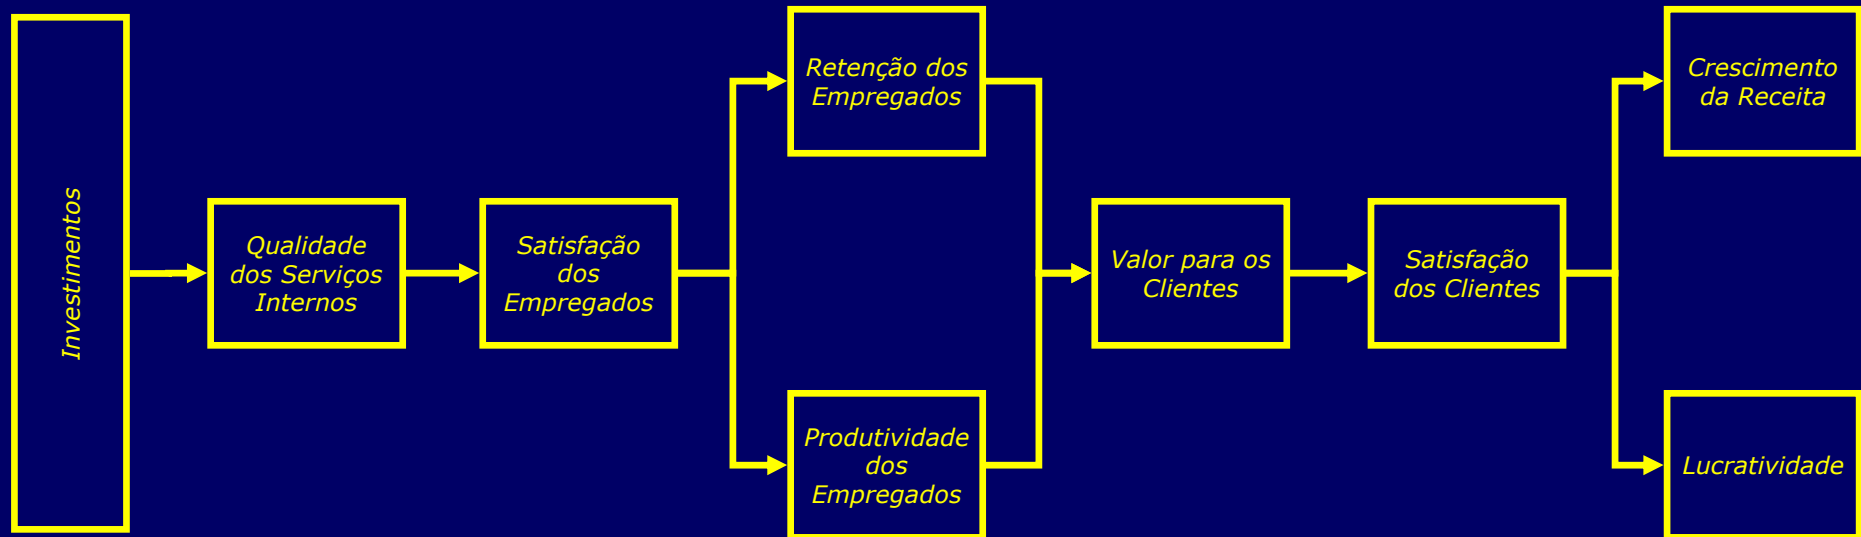 Investimentos
Qualidade
dos Serviços
Internos
Satisfação
dos
Empregados
Retenção dos
Empregados
Produtividade
dos
Empregados
Valor para os
Clientes
Satisfação
dos Clientes
Crescimento
da Receita
Lucratividade